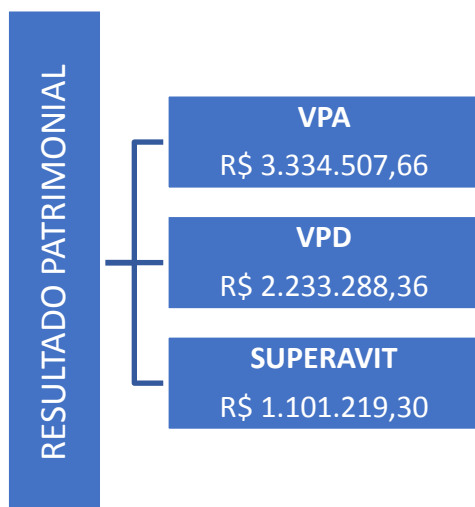 RESULTADO PATRIMONIAL
VPA
R$ 3.334.507,66
VPD
R$ 2.233.288,36
SUPERAVIT
R$ 1.101.219,30